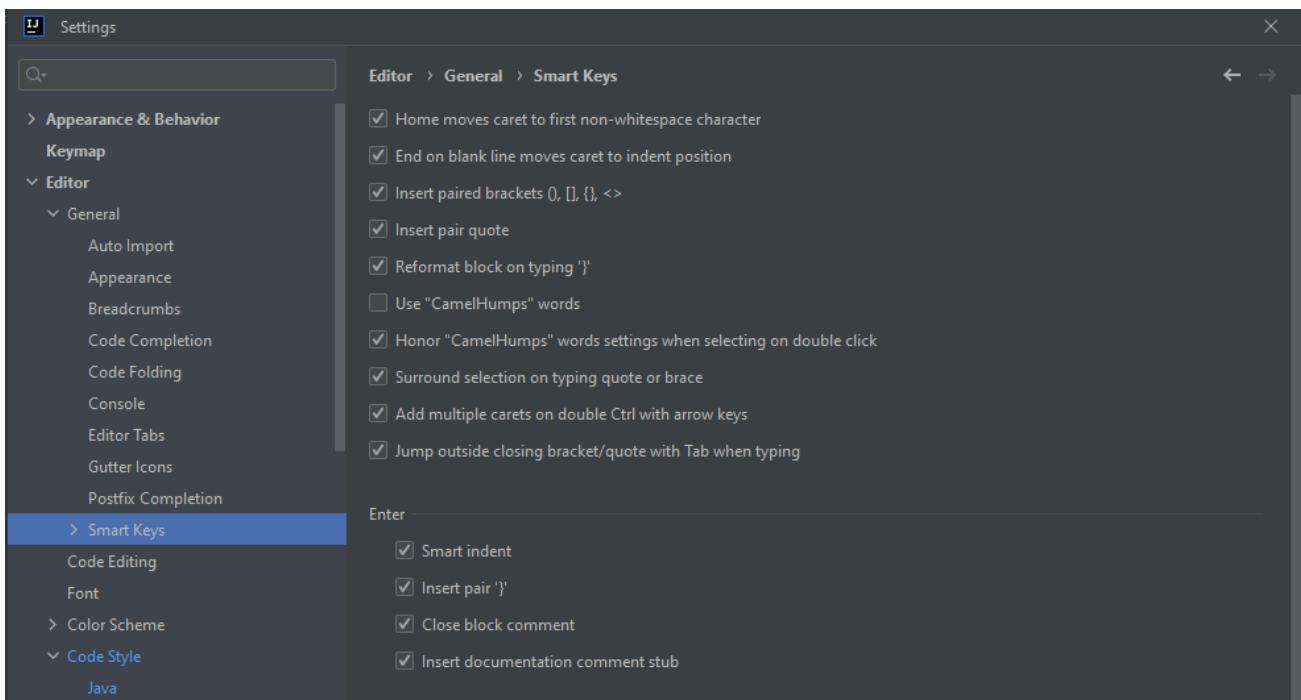 IJ
Settings
Appearance & Behavior
Keymap
Editor
General
Auto Import
Appearance
Breadcrumbs
Code Completion
Code Folding
Console
Editor Tabs
Gutter Icons
Postfix Completion
Smart Keys
Code Editing
Font
Color Scheme
Code Style
Java
Editor > General > Smart Keys
Home moves caret to first non-whitespace character
End on blank line moves caret to indent position
Insert paired brackets (), [], {}, <>
Insert pair quote
Reformat block on typing '}'
Use "CamelHumps" words
Honor "CamelHumps" words settings when selecting on double click
Surround selection on typing quote or brace
Add multiple carets on double Ctrl with arrow keys
Jump outside closing bracket/quote with Tab when typing
Enter
Smart indent
Insert pair '}'
Close block comment
Insert documentation comment stub